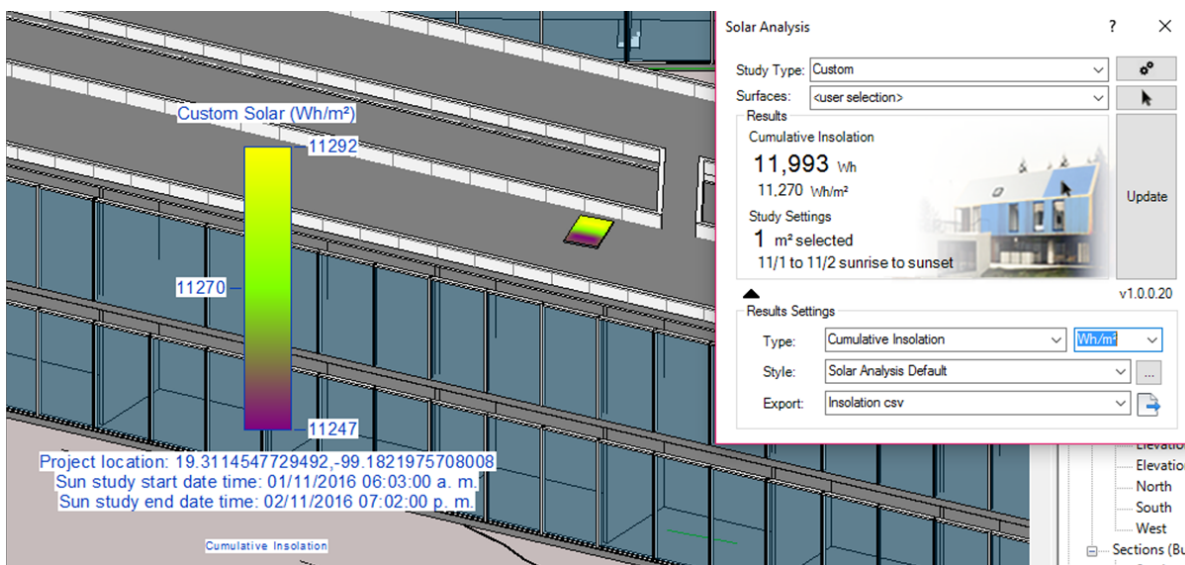 Custom Solar (Wh/m²)
11292
11270
11247
Project location: 19.3114547729492,-99.1821975708008
Sun study start date time: 01/11/2016 06:03:00 a. m.
Sun study end date time: 02/11/2016 07:02:00 p. m.
Cumulative Insolation
Solar Analysis
?
Study Type: Custom
Surfaces: <user selection>
Results
Cumulative Insolation
11,993 Wh
11,270 Wh/m²
Study Settings
1 m² selected
11/1 to 11/2 sunrise to sunset
Update
v1.0.0.20
Results Settings
Type: Cumulative Insolation Wh/m²
Style: Solar Analysis Default ...
Export: Insolation csv
Elevation
North
South
West
Sections (Bu